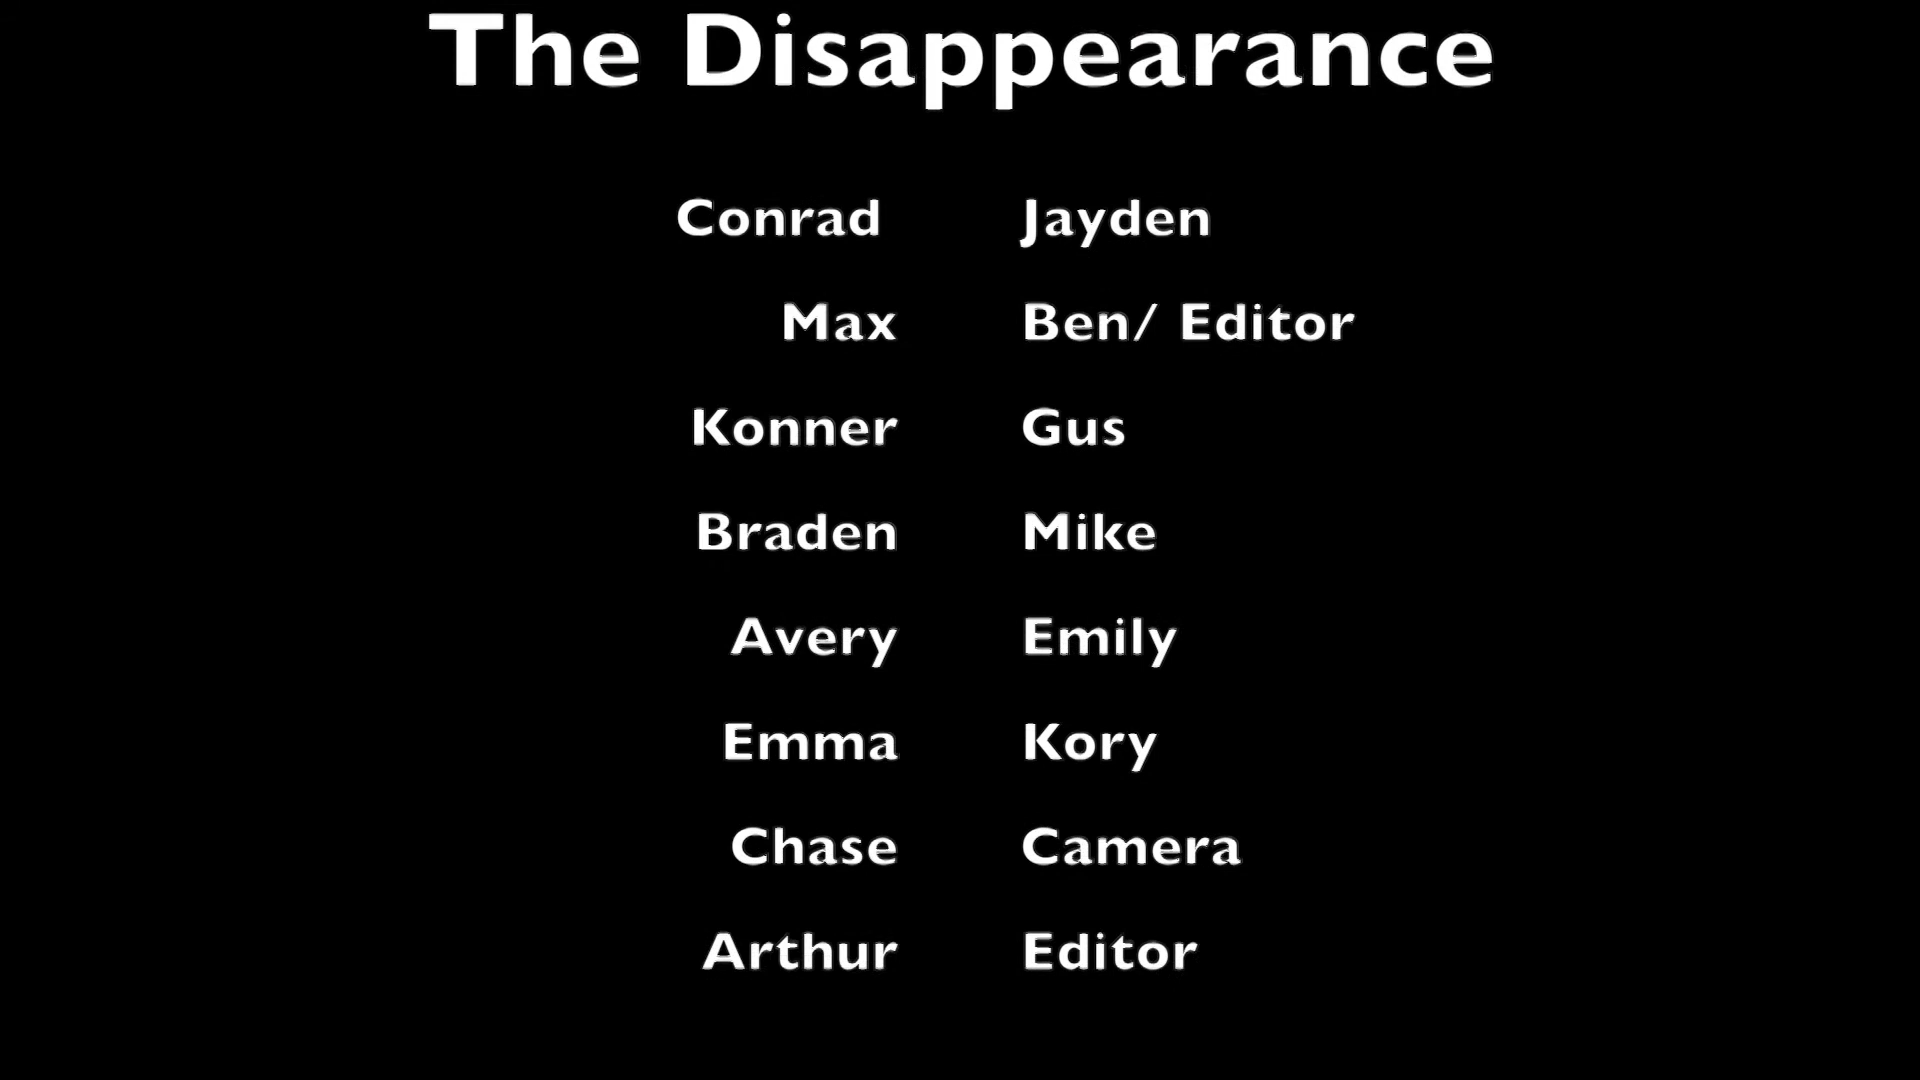 The Disappearance
Conrad Jayden
Max Ben/ Editor
Konner Gus
Braden Mike
Avery Emily
Emma Kory
Chase Camera
Arthur Editor